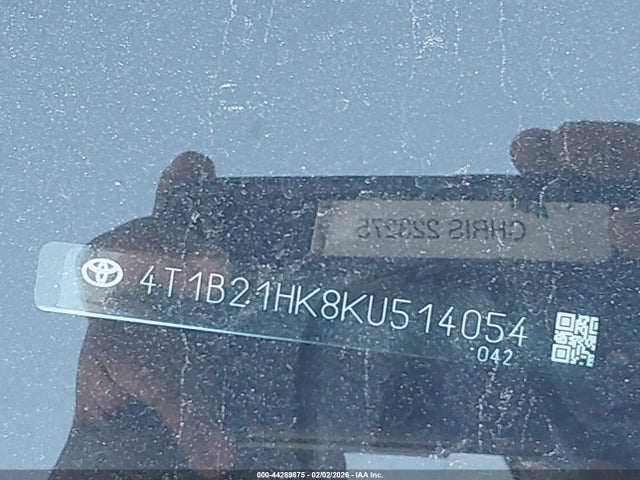 CHRIS 223275
4T1B21HK8KU514054
042
000-44289875 - 02/02/2026 - IAA Inc.